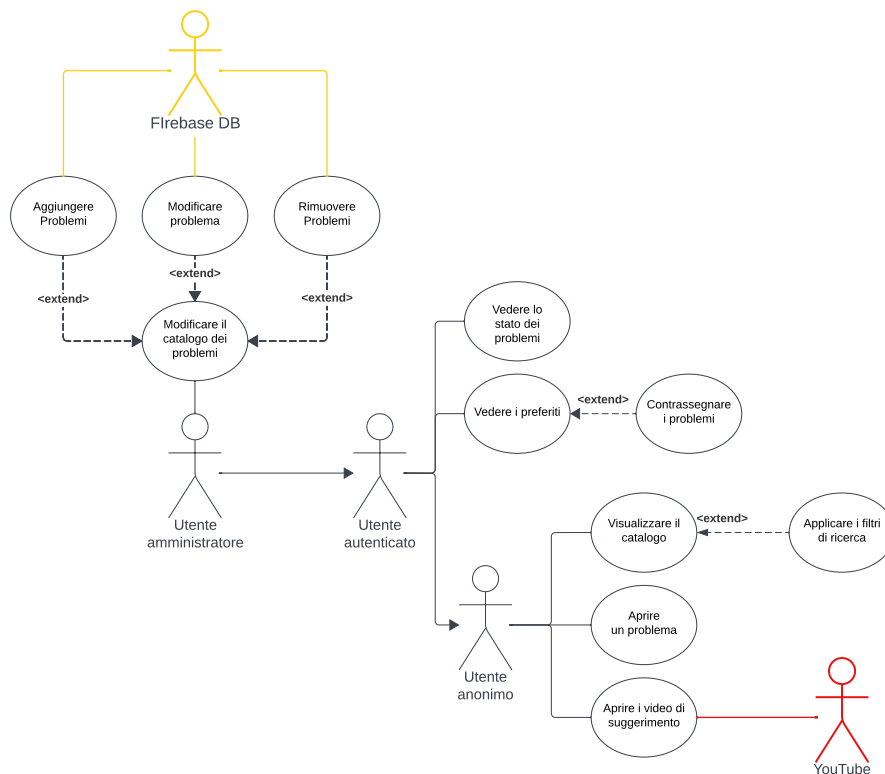 FIrebase DB
Aggiungere
Problemi
Modificare
problema
Rimuovere
Problemi
<extend>
<extend>
<extend>
Modificare il
catalogo dei
problemi
Vedere lo
stato dei
problemi
Vedere i preferiti
<extend>
Contrassegnare
i problemi
Utente
amministratore
Utente
autenticato
Visualizzare il
catalogo
<extend>
Applicare i filtri
di ricerca
Aprire
un problema
Utente
anonimo
Aprire i video di
suggerimento
YouTube